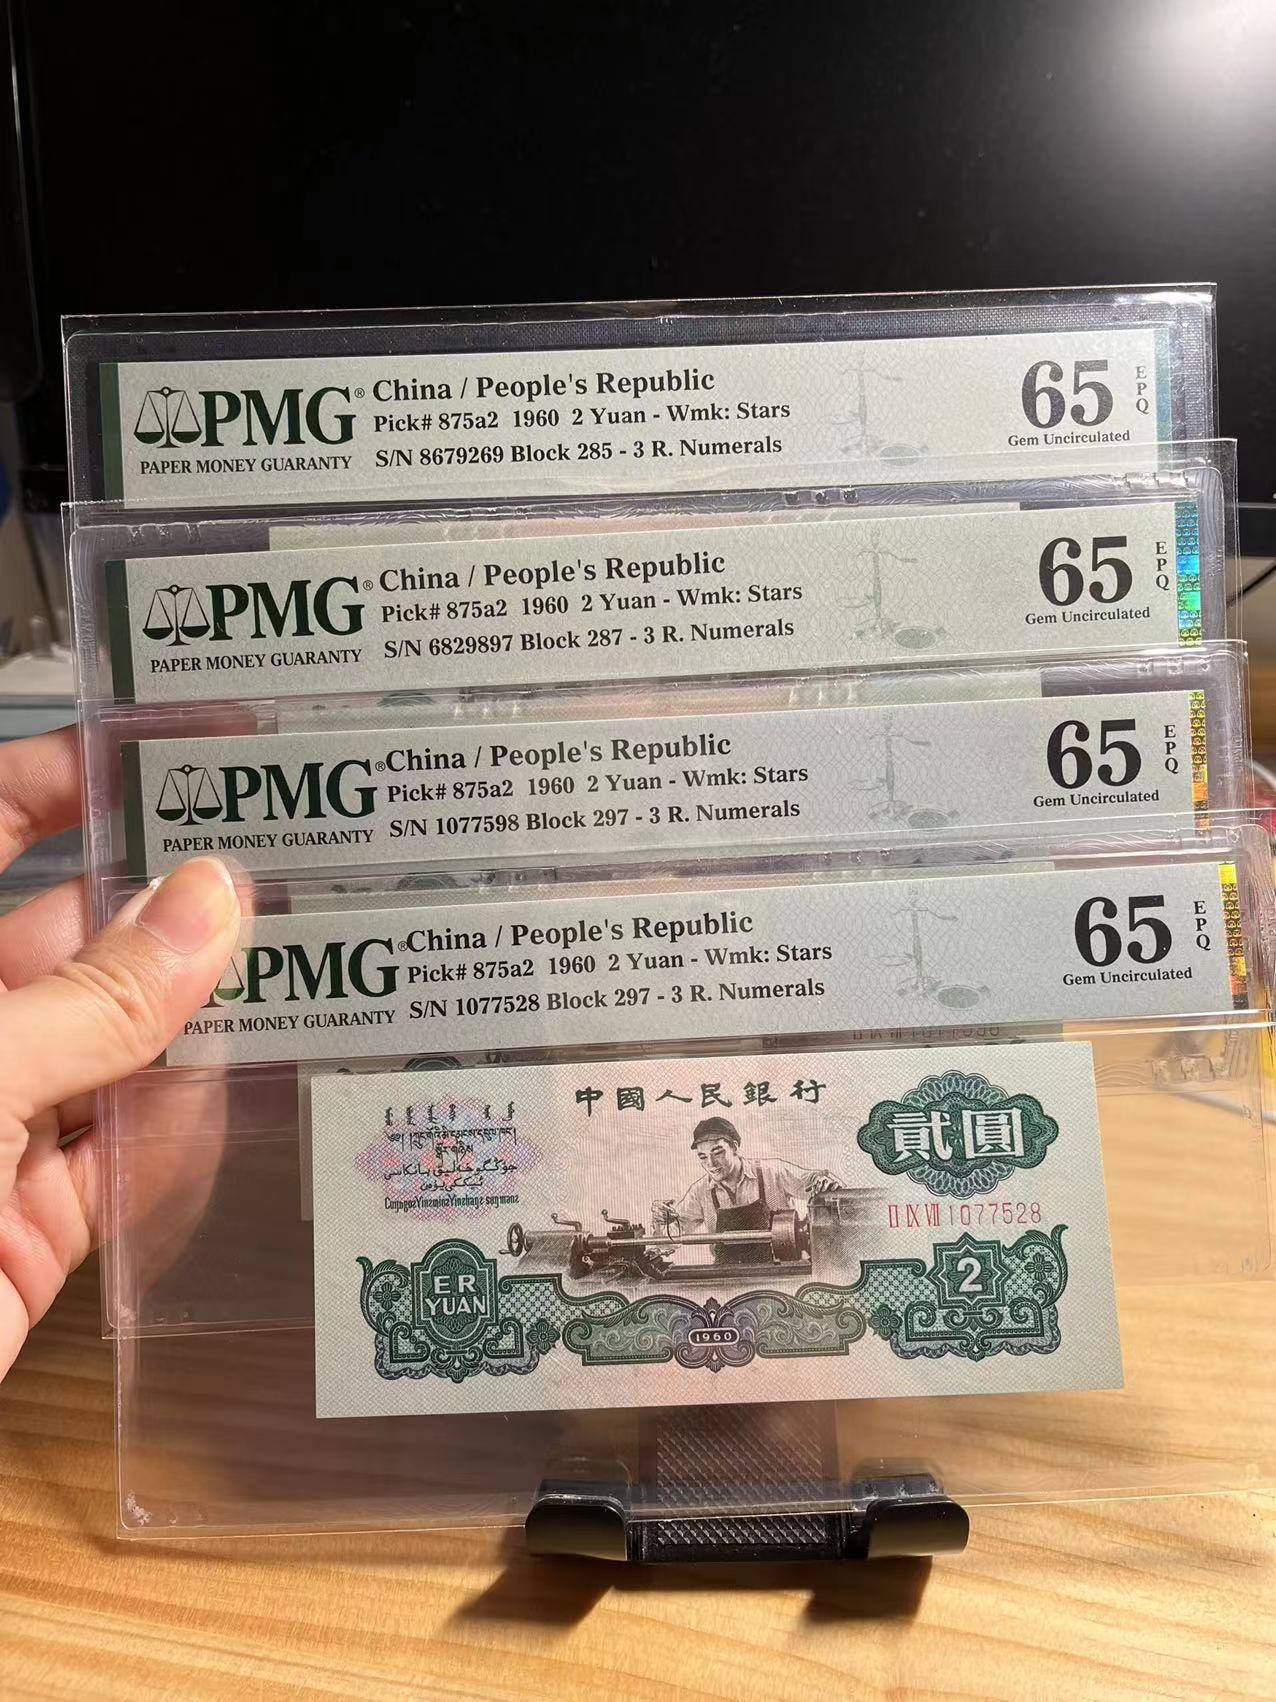 PMG® China / People's Republic 65 EPQ
Pick# 875a2 1960 2 Yuan - Wmk: Stars
PAPER MONEY GUARANTY S/N 8679269 Block 285 - 3 R. Numerals Gem Uncirculated
PMG® China / People's Republic 65 EPQ
Pick# 875a2 1960 2 Yuan - Wmk: Stars
PAPER MONEY GUARANTY S/N 6829897 Block 287 - 3 R. Numerals Gem Uncirculated
PMG® China / People's Republic 65 EPQ
Pick# 875a2 1960 2 Yuan - Wmk: Stars
PAPER MONEY GUARANTY S/N 1077598 Block 297 - 3 R. Numerals Gem Uncirculated
PMG® China / People's Republic 65 EPQ
Pick# 875a2 1960 2 Yuan - Wmk: Stars
PAPER MONEY GUARANTY S/N 1077528 Block 297 - 3 R. Numerals Gem Uncirculated
中國人民銀行
貳圓
ⅡⅨⅦ 1077528
ER
YUAN
2
1960